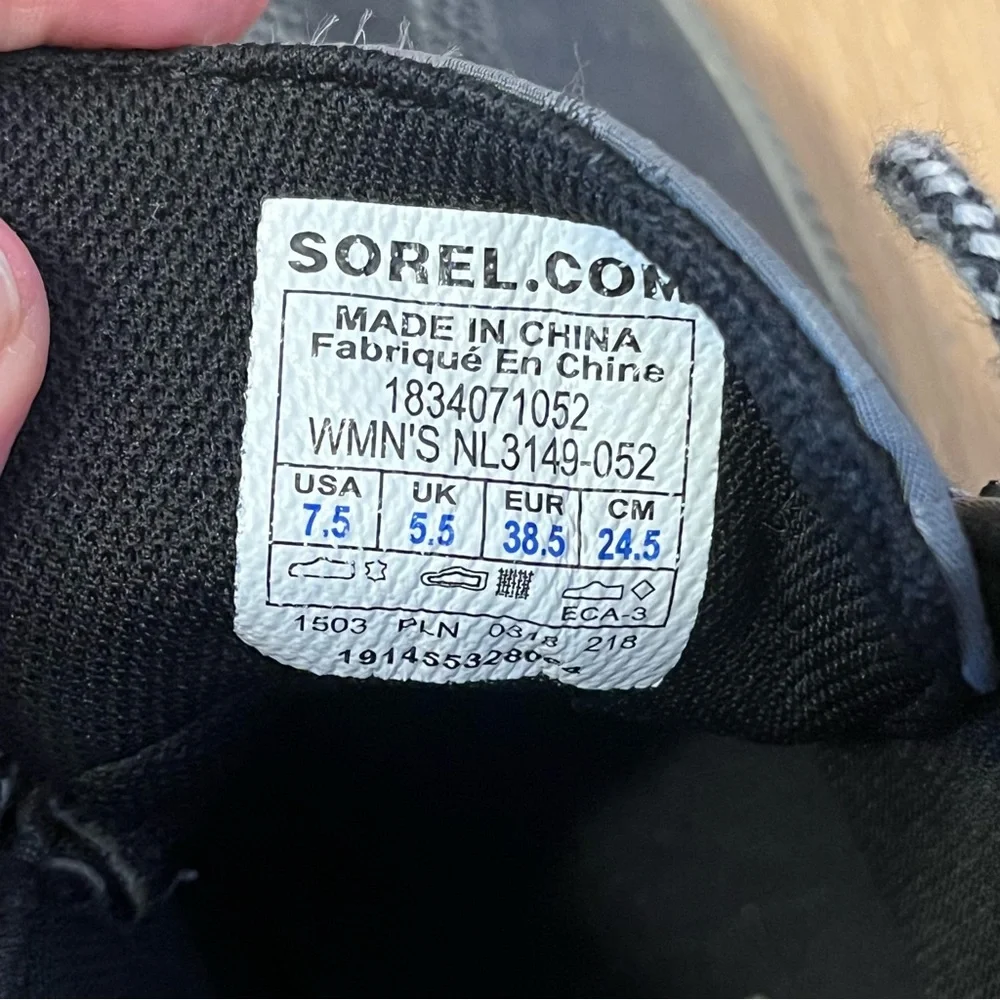 SOREL.COM
MADE IN CHINA
Fabriqué En Chine
1834071052
WMN'S NL3149-052
USA UK EUR CM
7.5 5.5 38.5 24.5
ECA-3
1503 PLN 0318 218